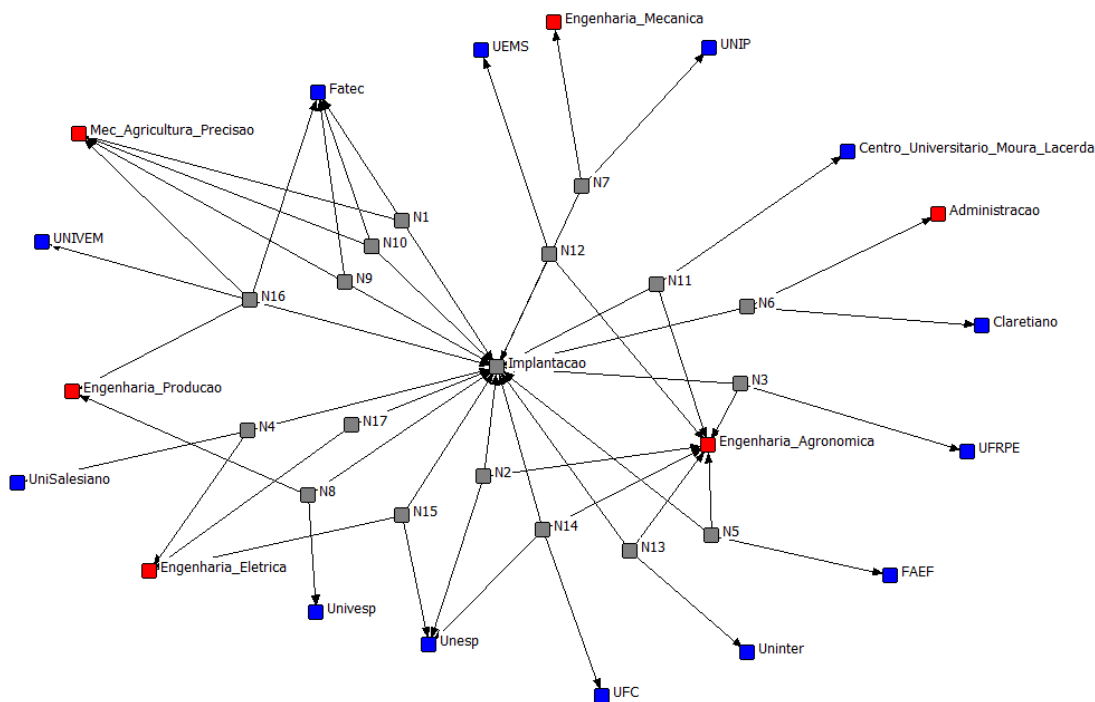 Engenharia_Mecanica
UEMS
UNIP
Fatec
Mec_Agricultura_Precisao
Centro_Universitario_Moura_Lacerda
N7
Administracao
N1
UNIVEM
N10
N12
N9
N11
N16
N6
Claretiano
Implantacao
N3
Engenharia_Producao
N17
N4
Engenharia_Agronomica
UFRPE
N2
UniSalesiano
N8
N15
N14
N5
N13
Engenharia_Eletrica
FAEF
Univesp
Unesp
Uninter
UFC